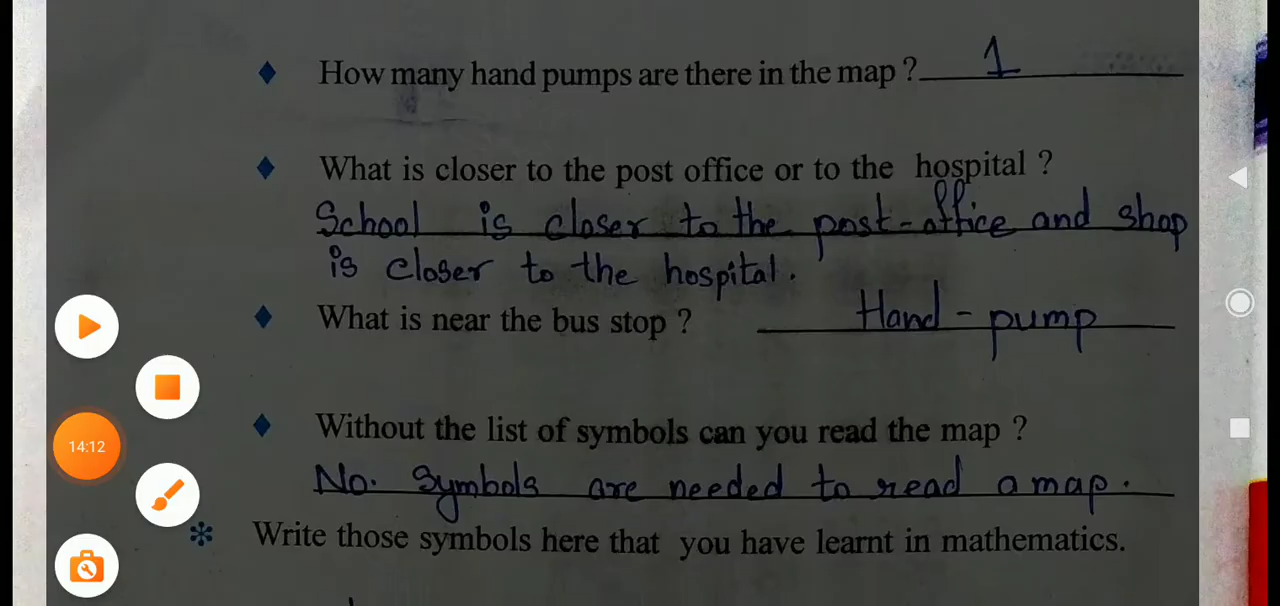 How many hand pumps are there in the map ? 1
What is closer to the post office or to the hospital ?
School is closer to the post-office and shop
is closer to the hospital.
What is near the bus stop ? Hand-pump
Without the list of symbols can you read the map ?
No. Symbols are needed to read a map.
Write those symbols here that you have learnt in mathematics.
14:12